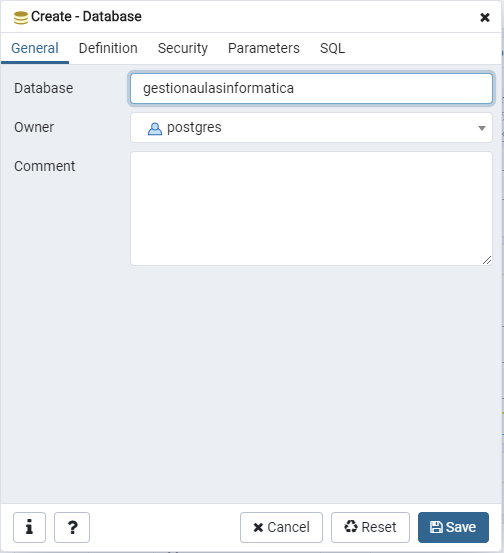 Create - Database
General Definition Security Parameters SQL
Database gestionaulasinformatica
Owner postgres
Comment
i ? Cancel Reset Save